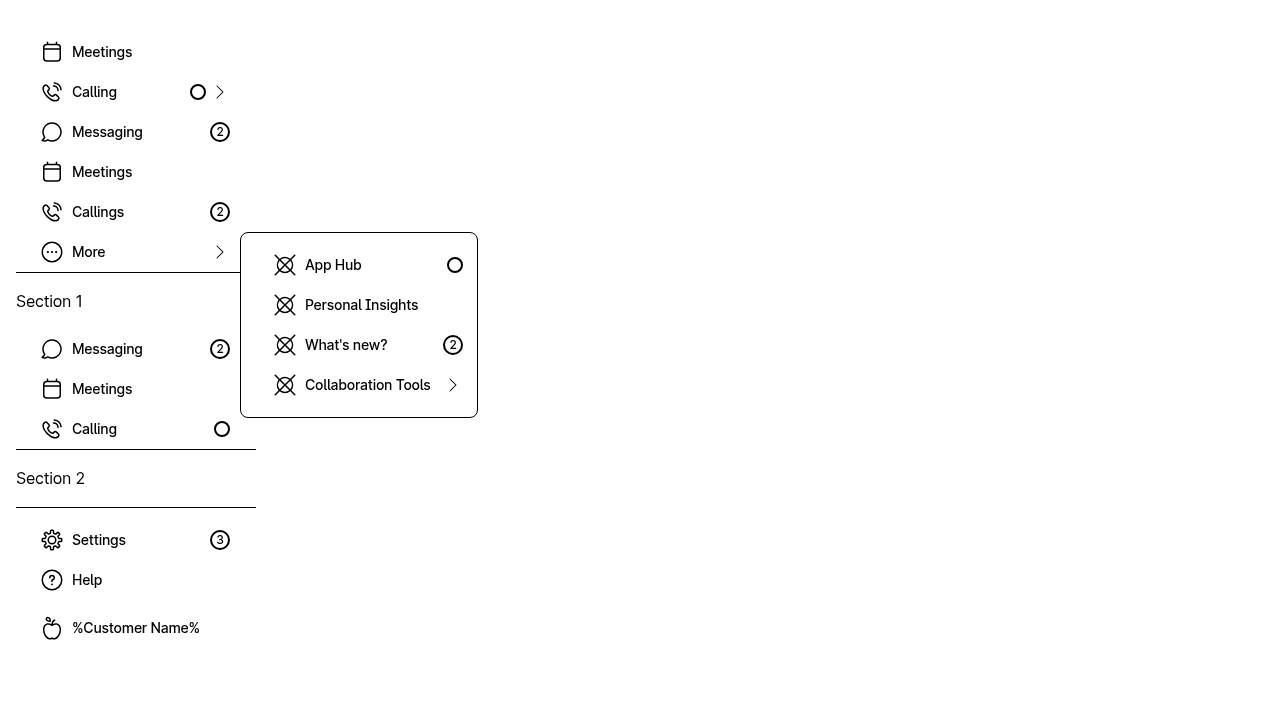 Meetings
Calling
Messaging 2
Meetings
Callings 2
More
App Hub
Personal Insights
What's new? 2
Collaboration Tools
Section 1
Messaging 2
Meetings
Calling
Section 2
Settings 3
Help
%Customer Name%